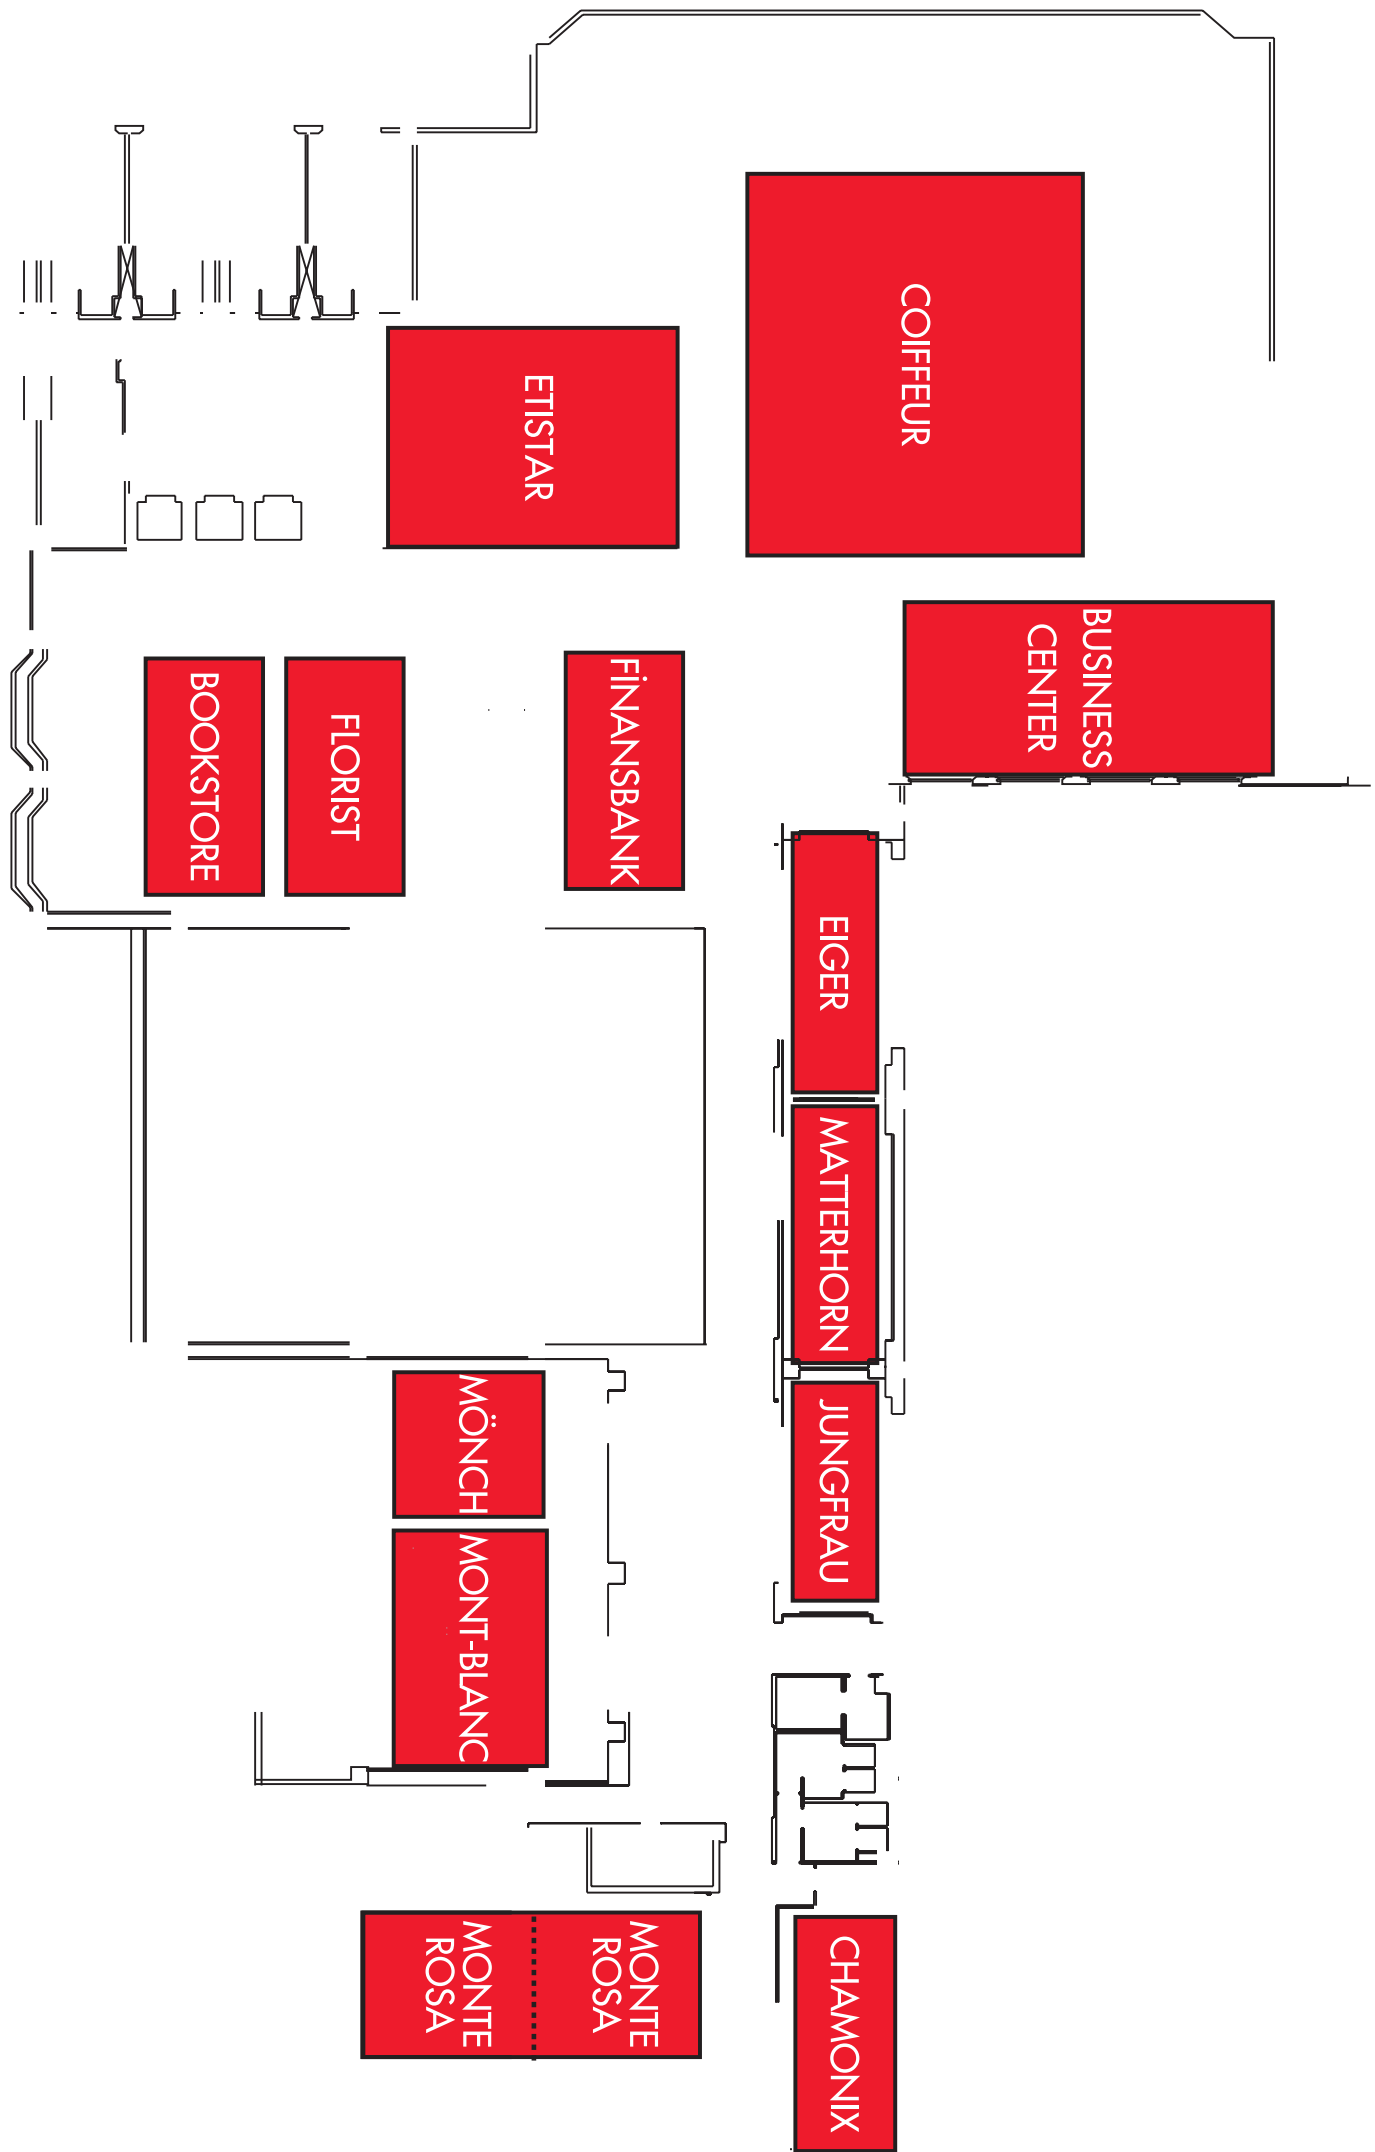 COIFFEUR
ETISTAR
BUSINESS
CENTER
FİNANSBANK
FLORIST
BOOKSTORE
EIGER
MATTERHORN
JUNGFRAU
MÖNCH
MONT-BLANC
MONTE
ROSA
MONTE
ROSA
CHAMONIX